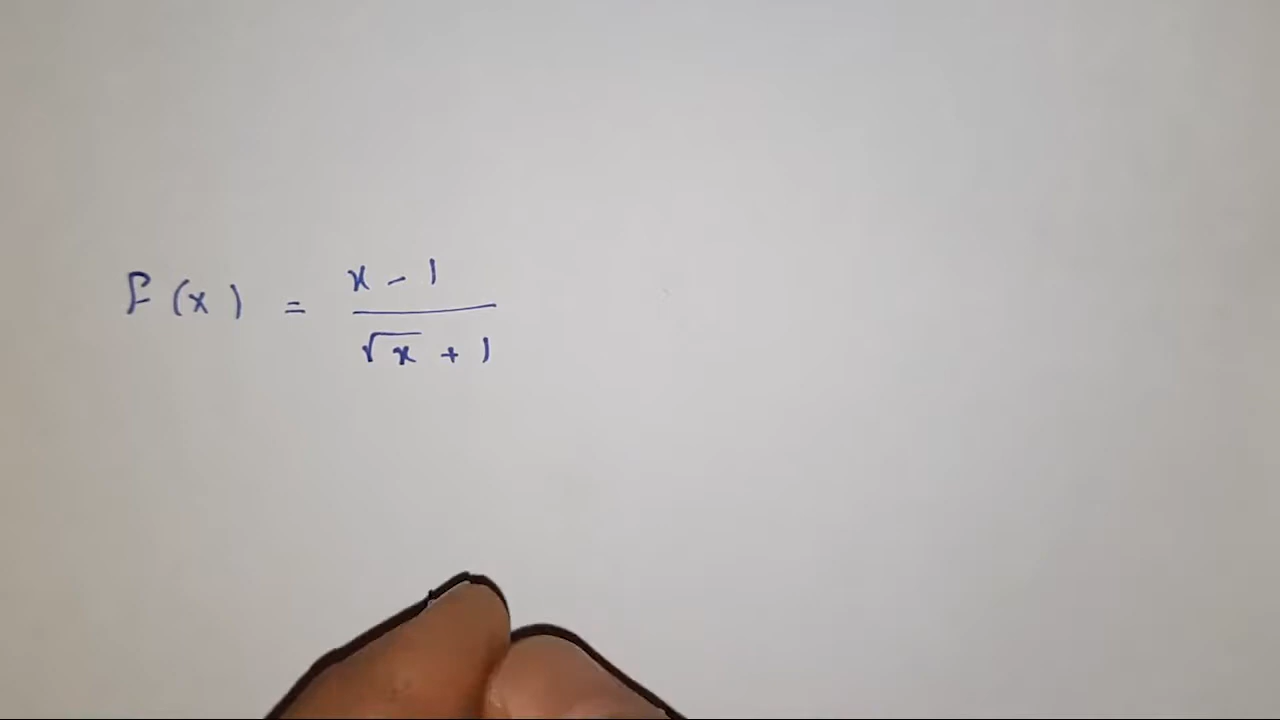 F(x) = x - 1 / √x + 1